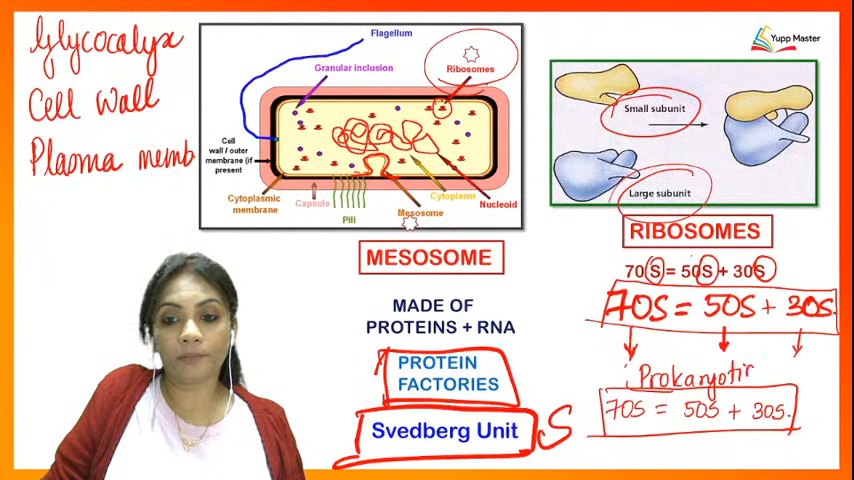 Glycocalyx
Cell Wall
Plasma memb
Flagellum
Granular inclusion
Ribosomes
Cell
wall / outer
membrane (if
present
Cytoplasmic
membrane
Capsule
Pili
Mesosome
Cytoplasm
Nucleoid
MESOSOME
MADE OF
PROTEINS + RNA
PROTEIN
FACTORIES
Svedberg Unit S
Yupp Master
Small subunit
Large subunit
RIBOSOMES
70S = 50S + 30S
70S = 50S + 30S.
Prokaryotic
70S = 50S + 30S.